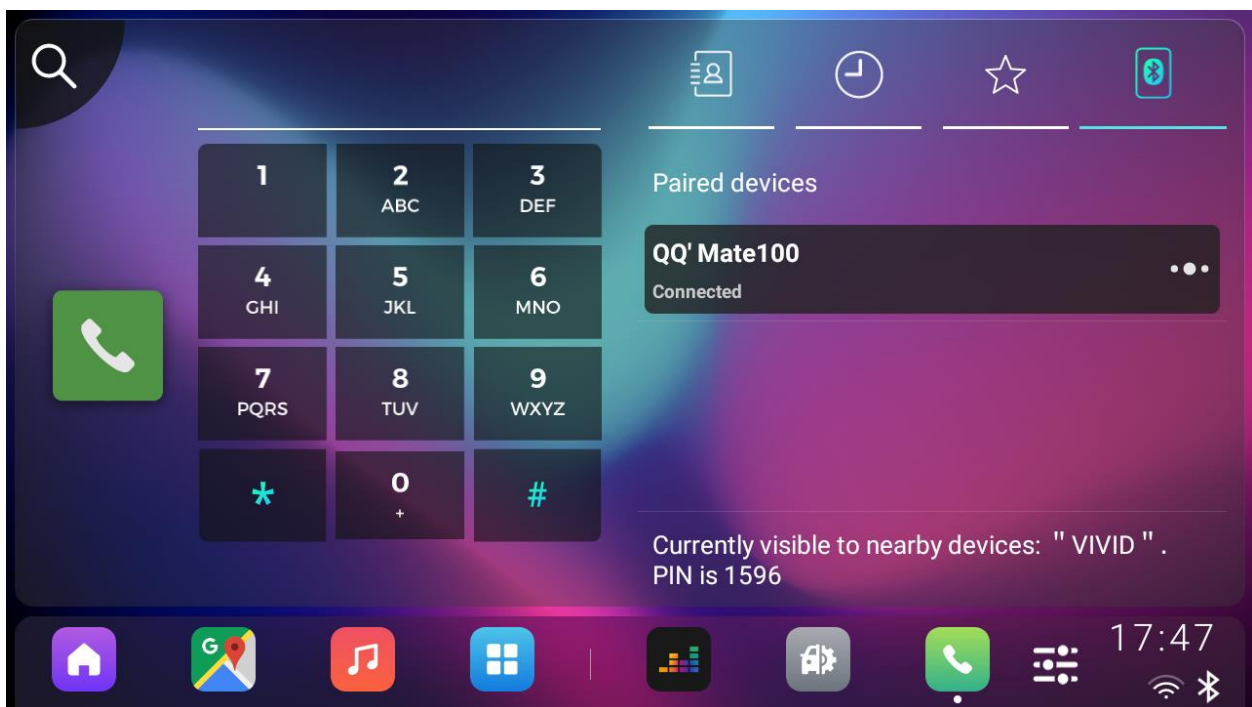 1
2
ABC
3
DEF
4
GHI
5
JKL
6
MNO
7
PQRS
8
TUV
9
WXYZ
*
0
+
#
Paired devices
QQ' Mate100
Connected
Currently visible to nearby devices: " VIVID " .
PIN is 1596
G
17:47